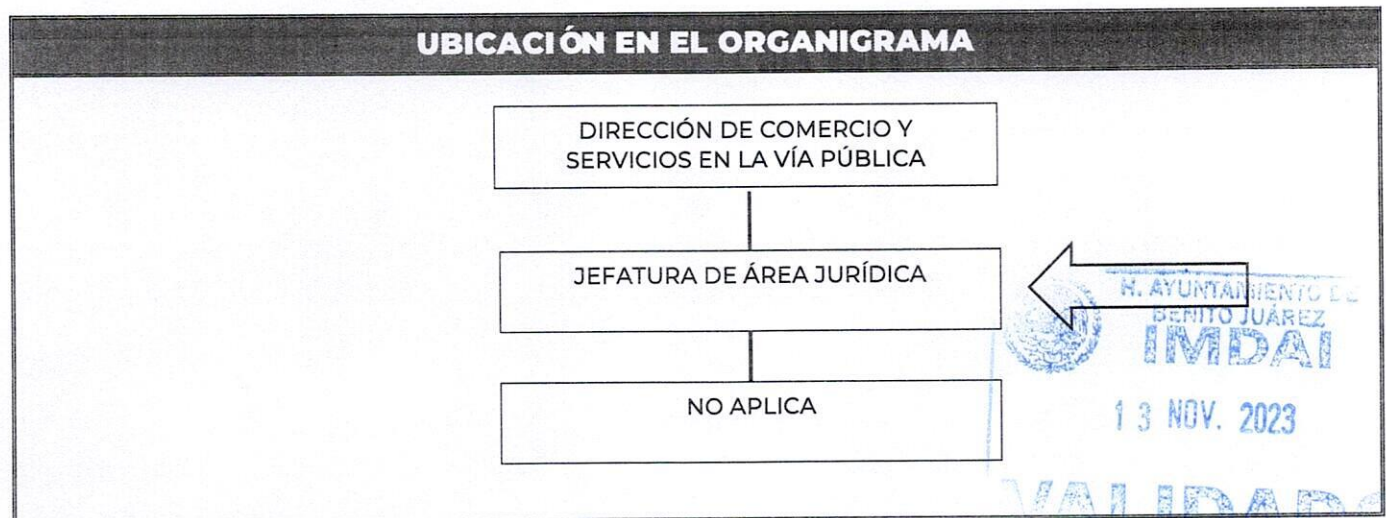 UBICACIÓN EN EL ORGANIGRAMA
DIRECCIÓN DE COMERCIO Y
SERVICIOS EN LA VÍA PÚBLICA
JEFATURA DE ÁREA JURÍDICA
H. AYUNTAMIENTO DE
BENITO JUÁREZ
IMDAI
NO APLICA
13 NOV. 2023
VALIDADO